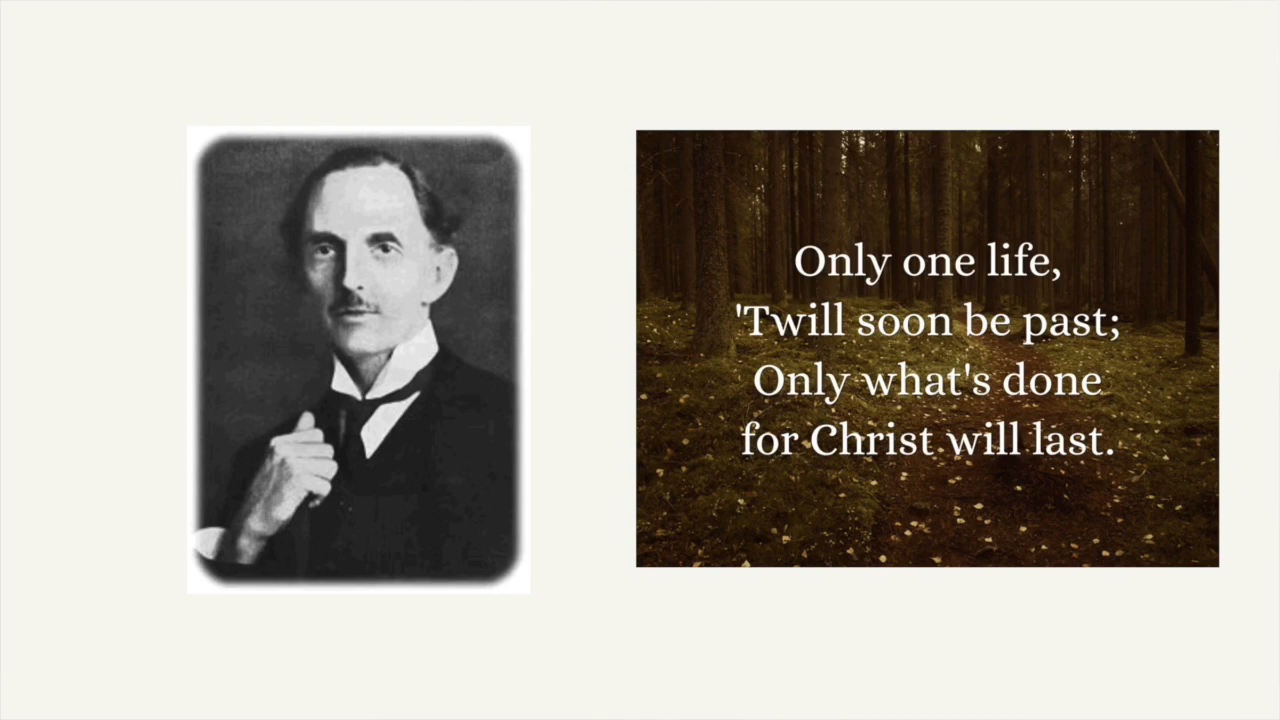 Only one life,
'Twill soon be past;
Only what's done
for Christ will last.